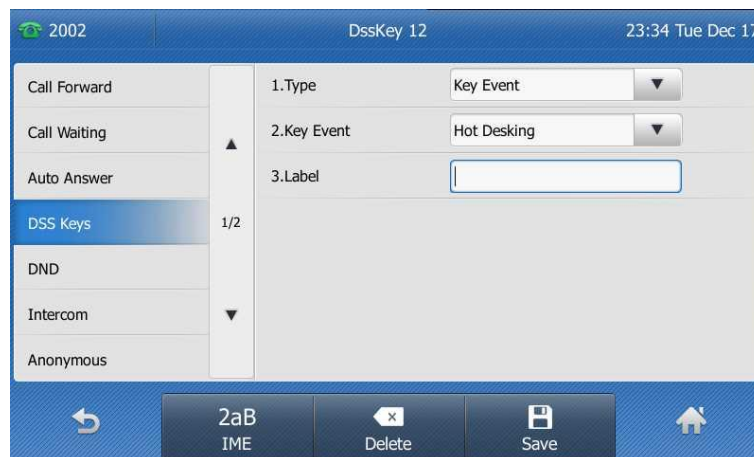 2002 DssKey 12 23:34 Tue Dec 17
Call Forward
Call Waiting
Auto Answer
DSS Keys
DND
Intercom
Anonymous
1/2
1.Type Key Event
2.Key Event Hot Desking
3.Label
2aB
IME
Delete
Save